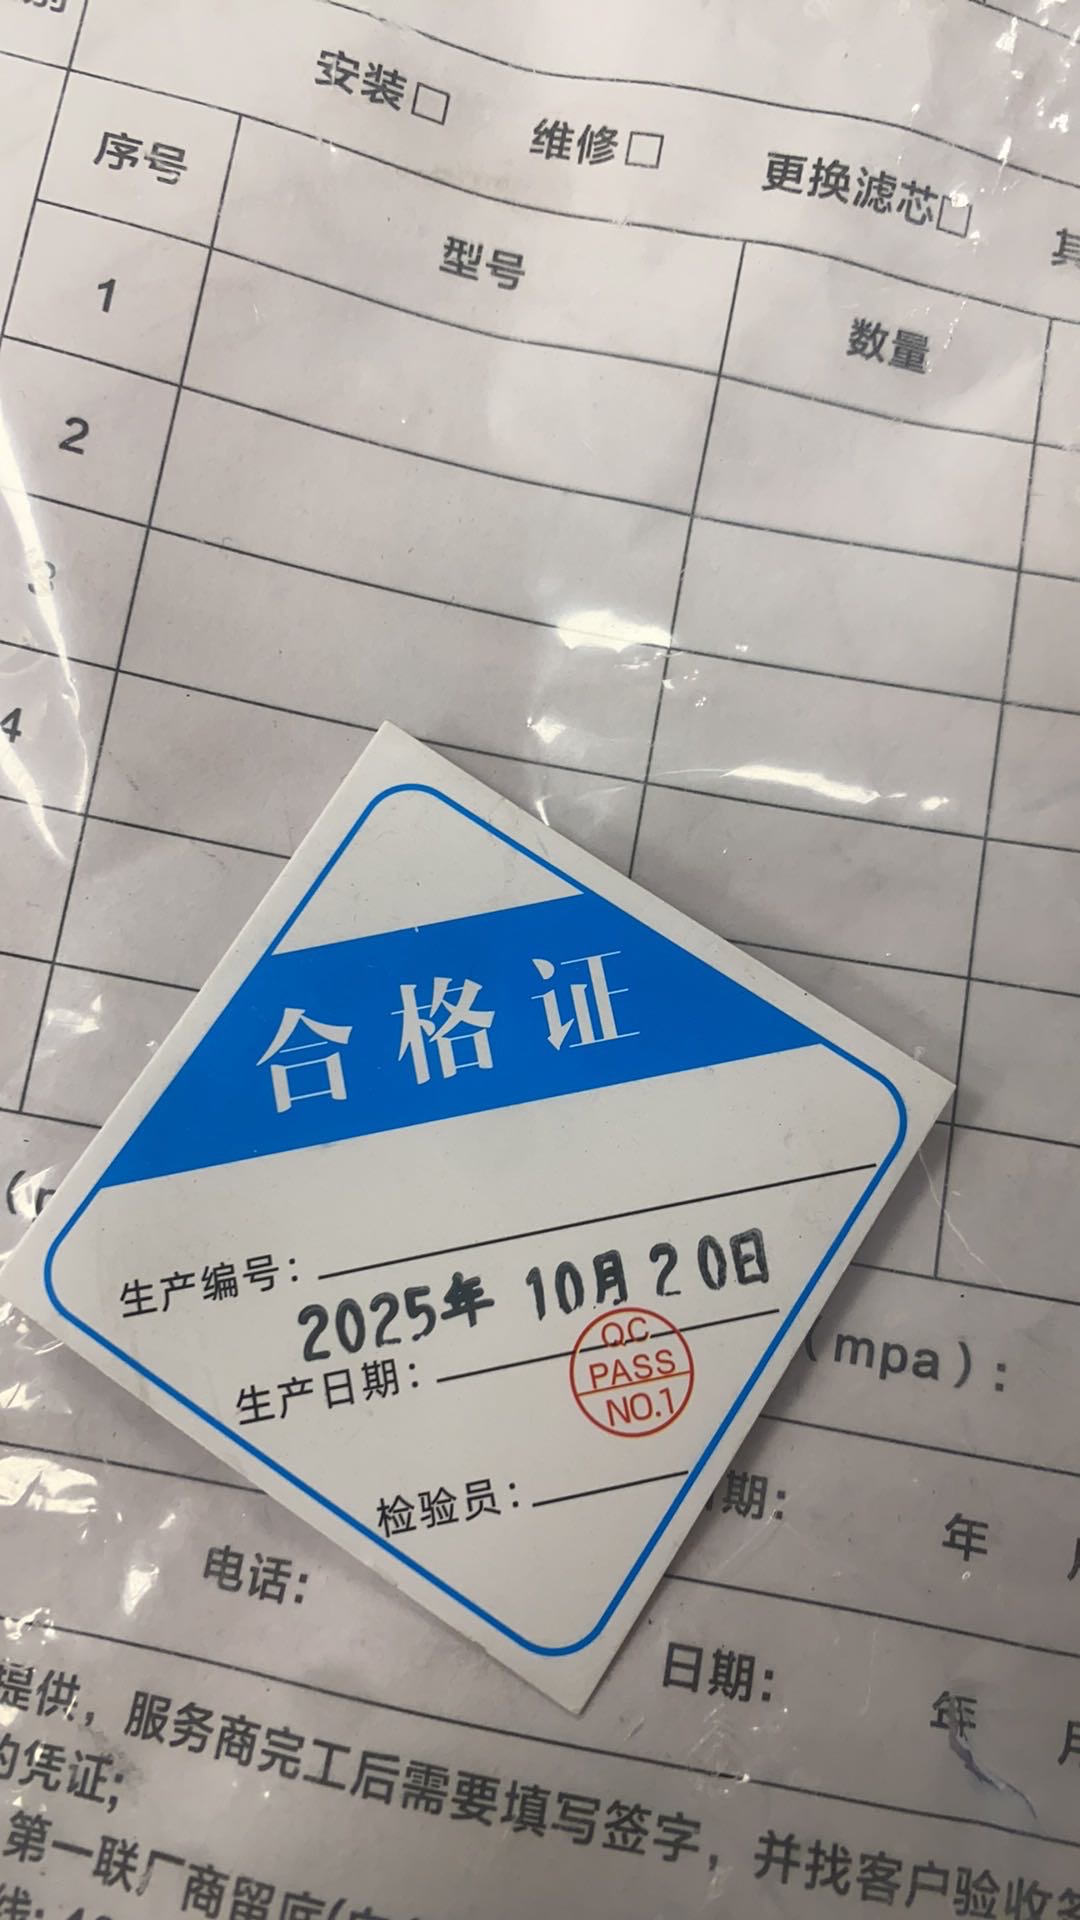 安装□ 维修□ 更换滤芯□
序号 型号 数量
1
2
3
4
合格证
生产编号：
2025年 10月20日
生产日期：
QC
PASS
NO.1
检验员：
（mpa）：
期： 年
电话：
日期： 年 月
提供，服务商完工后需要填写签字，并找客户验收
的凭证；
第一联厂商留底